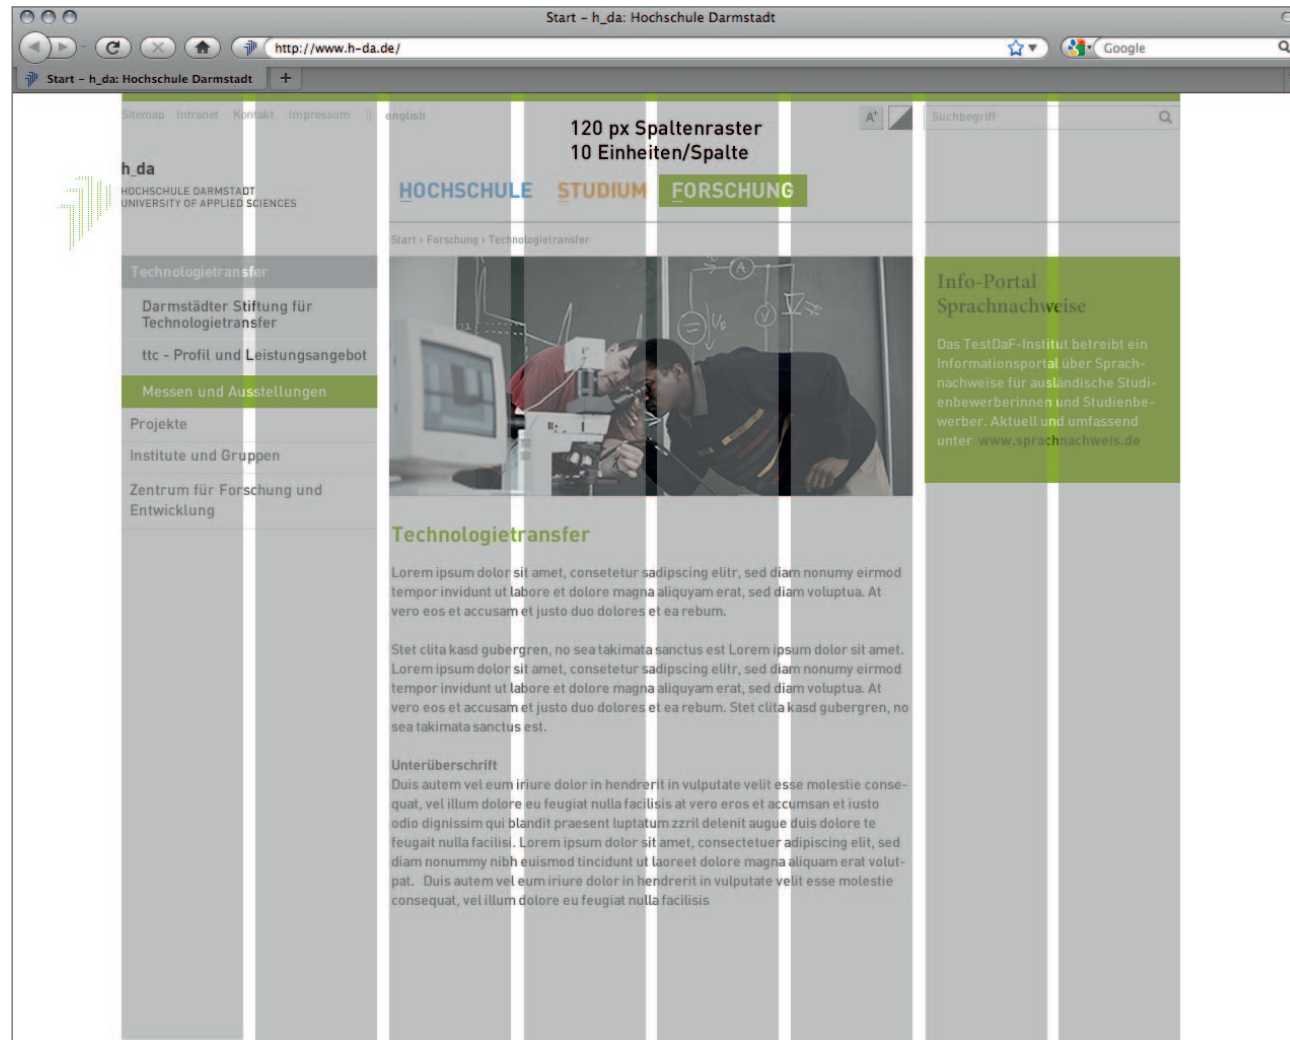 Start – h_da: Hochschule Darmstadt
http://www.h-da.de/
Google
Start – h_da: Hochschule Darmstadt
+
Sitemap Intranet Kontakt Impressum || english
A+
Suchbegriff
120 px Spaltenraster
10 Einheiten/Spalte
h_da
HOCHSCHULE DARMSTADT
UNIVERSITY OF APPLIED SCIENCES
HOCHSCHULE STUDIUM FORSCHUNG
Start › Forschung › Technologietransfer
Technologietransfer
Darmstädter Stiftung für
Technologietransfer
ttc - Profil und Leistungsangebot
Messen und Ausstellungen
Projekte
Institute und Gruppen
Zentrum für Forschung und
Entwicklung
A
V
Technologietransfer
Lorem ipsum dolor sit amet, consetetur sadipscing elitr, sed diam nonumy eirmod
tempor invidunt ut labore et dolore magna aliquyam erat, sed diam voluptua. At
vero eos et accusam et justo duo dolores et ea rebum.
Stet clita kasd gubergren, no sea takimata sanctus est Lorem ipsum dolor sit amet.
Lorem ipsum dolor sit amet, consetetur sadipscing elitr, sed diam nonumy eirmod
tempor invidunt ut labore et dolore magna aliquyam erat, sed diam voluptua. At
vero eos et accusam et justo duo dolores et ea rebum. Stet clita kasd gubergren, no
sea takimata sanctus est.
Unterüberschrift
Duis autem vel eum iriure dolor in hendrerit in vulputate velit esse molestie conse-
quat, vel illum dolore eu feugiat nulla facilisis at vero eros et accumsan et iusto
odio dignissim qui blandit praesent luptatum zzril delenit augue duis dolore te
feugait nulla facilisi. Lorem ipsum dolor sit amet, consectetuer adipiscing elit, sed
diam nonummy nibh euismod tincidunt ut laoreet dolore magna aliquam erat volut-
pat. Duis autem vel eum iriure dolor in hendrerit in vulputate velit esse molestie
consequat, vel illum dolore eu feugiat nulla facilisis
Info-Portal
Sprachnachweise
Das TestDaF-Institut betreibt ein
Informationsportal über Sprach-
nachweise für ausländische Studi-
enbewerberinnen und Studienbe-
werber. Aktuell und umfassend
unter www.sprachnachweis.de